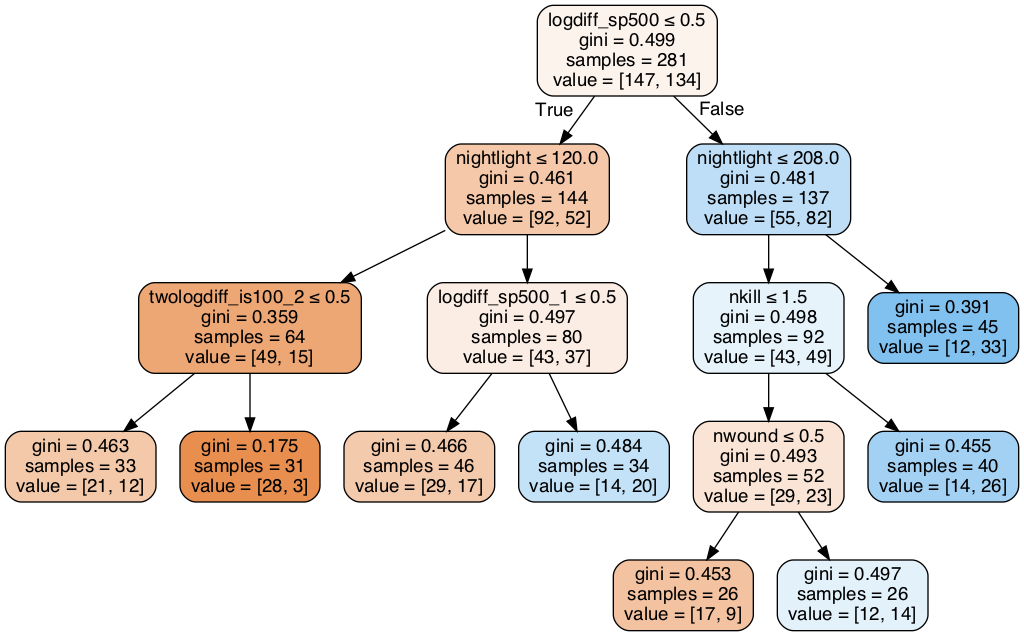 logdiff_sp500 ≤ 0.5
gini = 0.499
samples = 281
value = [147, 134]
True
False
nightlight ≤ 120.0
gini = 0.461
samples = 144
value = [92, 52]
nightlight ≤ 208.0
gini = 0.481
samples = 137
value = [55, 82]
twologdiff_is100_2 ≤ 0.5
gini = 0.359
samples = 64
value = [49, 15]
logdiff_sp500_1 ≤ 0.5
gini = 0.497
samples = 80
value = [43, 37]
nkill ≤ 1.5
gini = 0.498
samples = 92
value = [43, 49]
gini = 0.391
samples = 45
value = [12, 33]
gini = 0.463
samples = 33
value = [21, 12]
gini = 0.175
samples = 31
value = [28, 3]
gini = 0.466
samples = 46
value = [29, 17]
gini = 0.484
samples = 34
value = [14, 20]
nwound ≤ 0.5
gini = 0.493
samples = 52
value = [29, 23]
gini = 0.455
samples = 40
value = [14, 26]
gini = 0.453
samples = 26
value = [17, 9]
gini = 0.497
samples = 26
value = [12, 14]